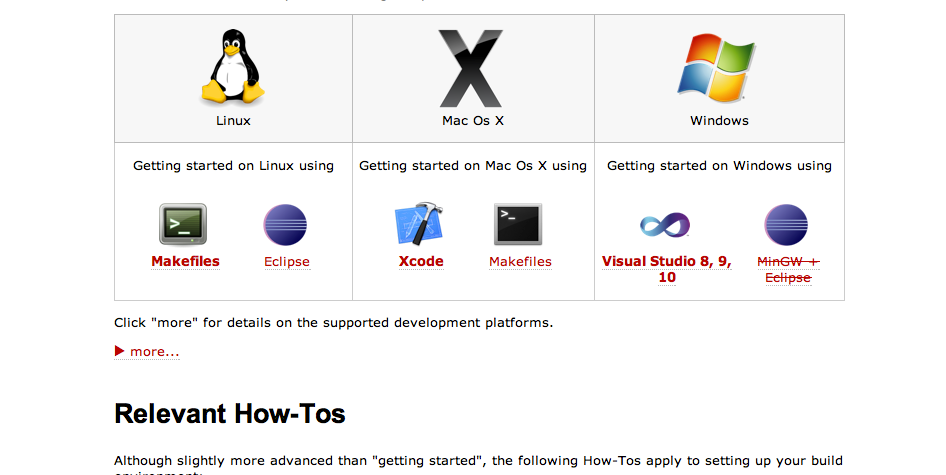 Linux
Mac Os X
Windows
Getting started on Linux using
Getting started on Mac Os X using
Getting started on Windows using
Makefiles
Eclipse
Xcode
Makefiles
Visual Studio 8, 9,
10
MinGW +
Eclipse
Click "more" for details on the supported development platforms.
more...
Relevant How-Tos
Although slightly more advanced than "getting started", the following How-Tos apply to setting up your build